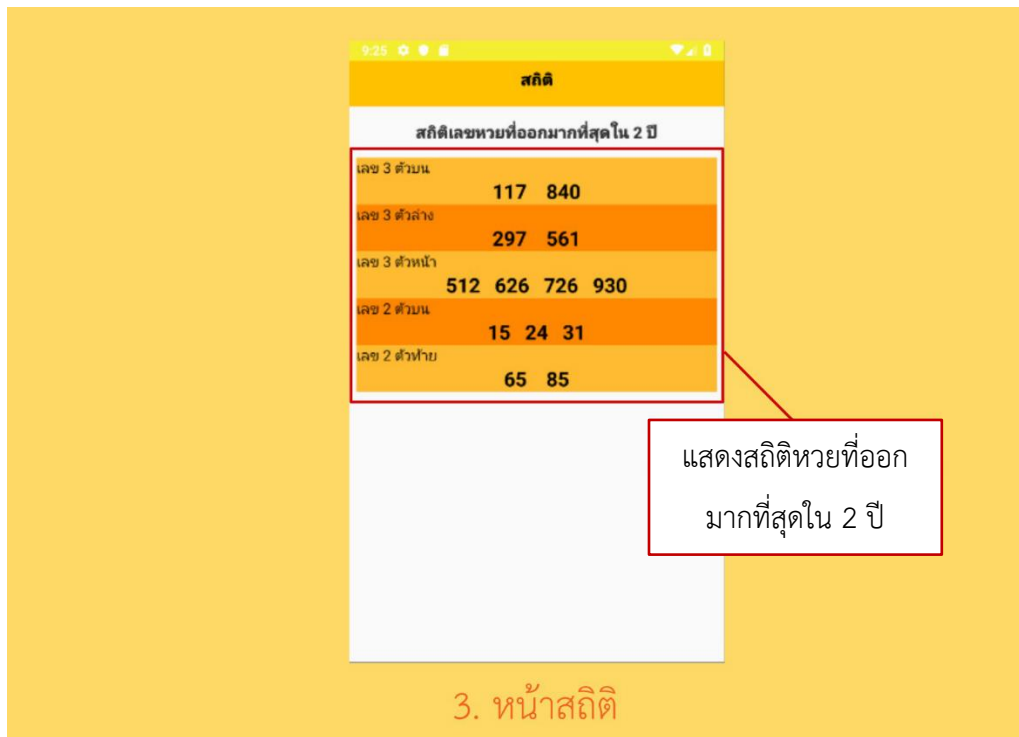 9:25
สถิติ
สถิติเลขหวยที่ออกมากที่สุดใน 2 ปี
เลข 3 ตัวบน
117 840
เลข 3 ตัวล่าง
297 561
เลข 3 ตัวหน้า
512 626 726 930
เลข 2 ตัวบน
15 24 31
เลข 2 ตัวท้าย
65 85
แสดงสถิติหวยที่ออก
มากที่สุดใน 2 ปี
3. หน้าสถิติ